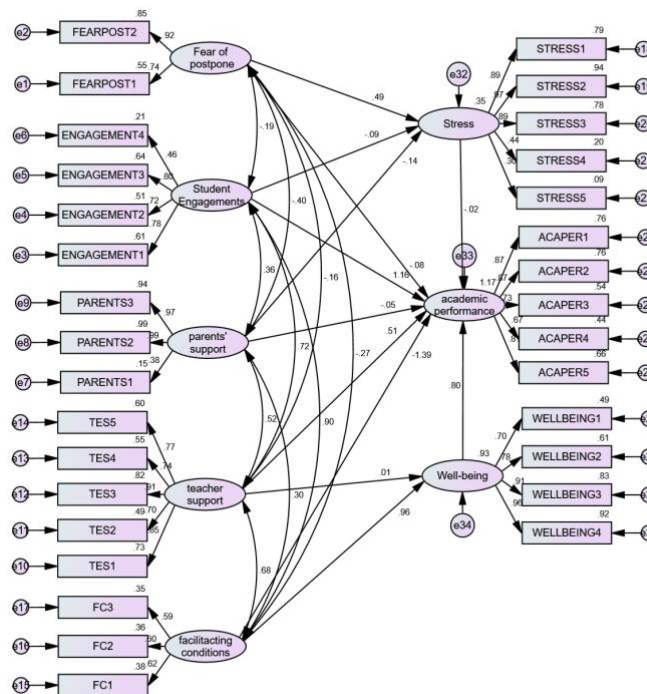 .85
e2 FEARPOST2 .92
Fear of
postpone
.55 .74
e1 FEARPOST1
.21
e6 ENGAGEMENT4 .46
.64
e5 ENGAGEMENT3 .80
Student
Engagements
.51
e4 ENGAGEMENT2 .72
.61 .78
e3 ENGAGEMENT1
.94
e9 PARENTS3 .97
.99
e8 PARENTS2
parents'
support
.15 .38
e7 PARENTS1
.60
e14 TES5 .77
.55
e13 TES4 .74
.82
e12 TES3 .91
teacher
support
.49 .70
e11 TES2
.73
e10 TES1
.35
e17 FC3 .59
.36
e16 FC2
facilitacting
conditions
.38 .62
e15 FC1
.49
-.19
-.09
-.14
-.40
.36
-.16
1.16
-.08
-.05
.51
.72
-.27
-1.39
.52
.90
.01
.30
.96
.68
-.02
.80
e32
.35
Stress
e33
1.17
academic
performance
.93
Well-being
e34
.79
STRESS1 .89
.94
STRESS2 .97
.78
STRESS3 .89
.20
STRESS4 .44
.09
STRESS5
.76
ACAPER1 .87
.76
ACAPER2
.54
ACAPER3 .73
.44
ACAPER4 .67
.66
ACAPER5
.49
WELLBEING1 .70
.61
WELLBEING2 .78
.83
WELLBEING3 .91
.92
WELLBEING4 .96